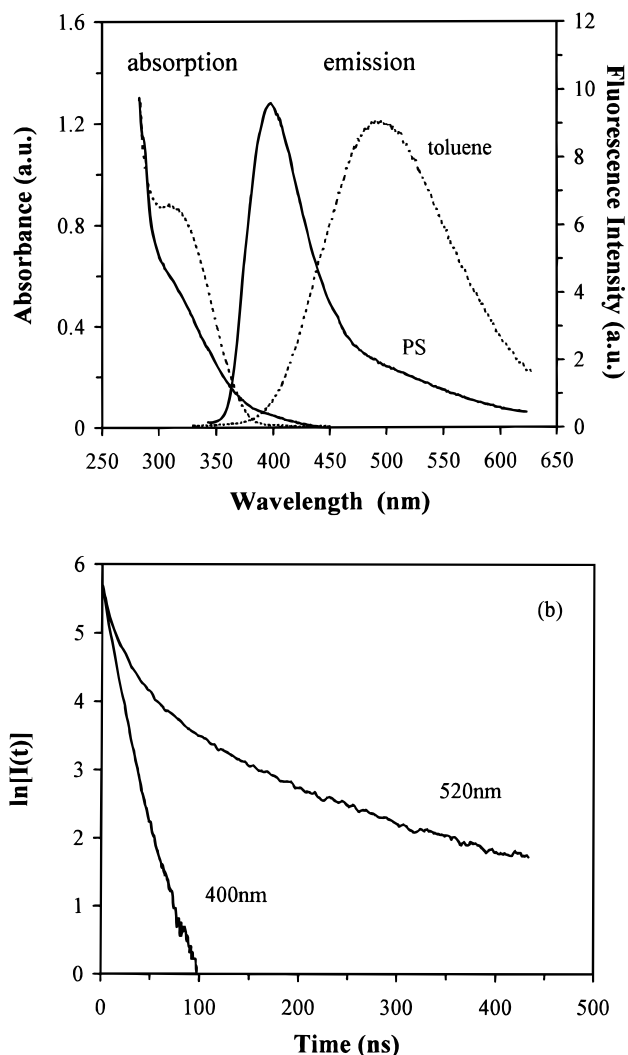 absorption
emission
toluene
PS
Absorbance (a.u.)
Fluorescence Intensity (a.u.)
1.6
1.2
0.8
0.4
0
12
10
8
6
4
2
0
250 300 350 400 450 500 550 600 650
Wavelength (nm)
(b)
520nm
400nm
ln[I(t)]
6
5
4
3
2
1
0
0 100 200 300 400 500
Time (ns)